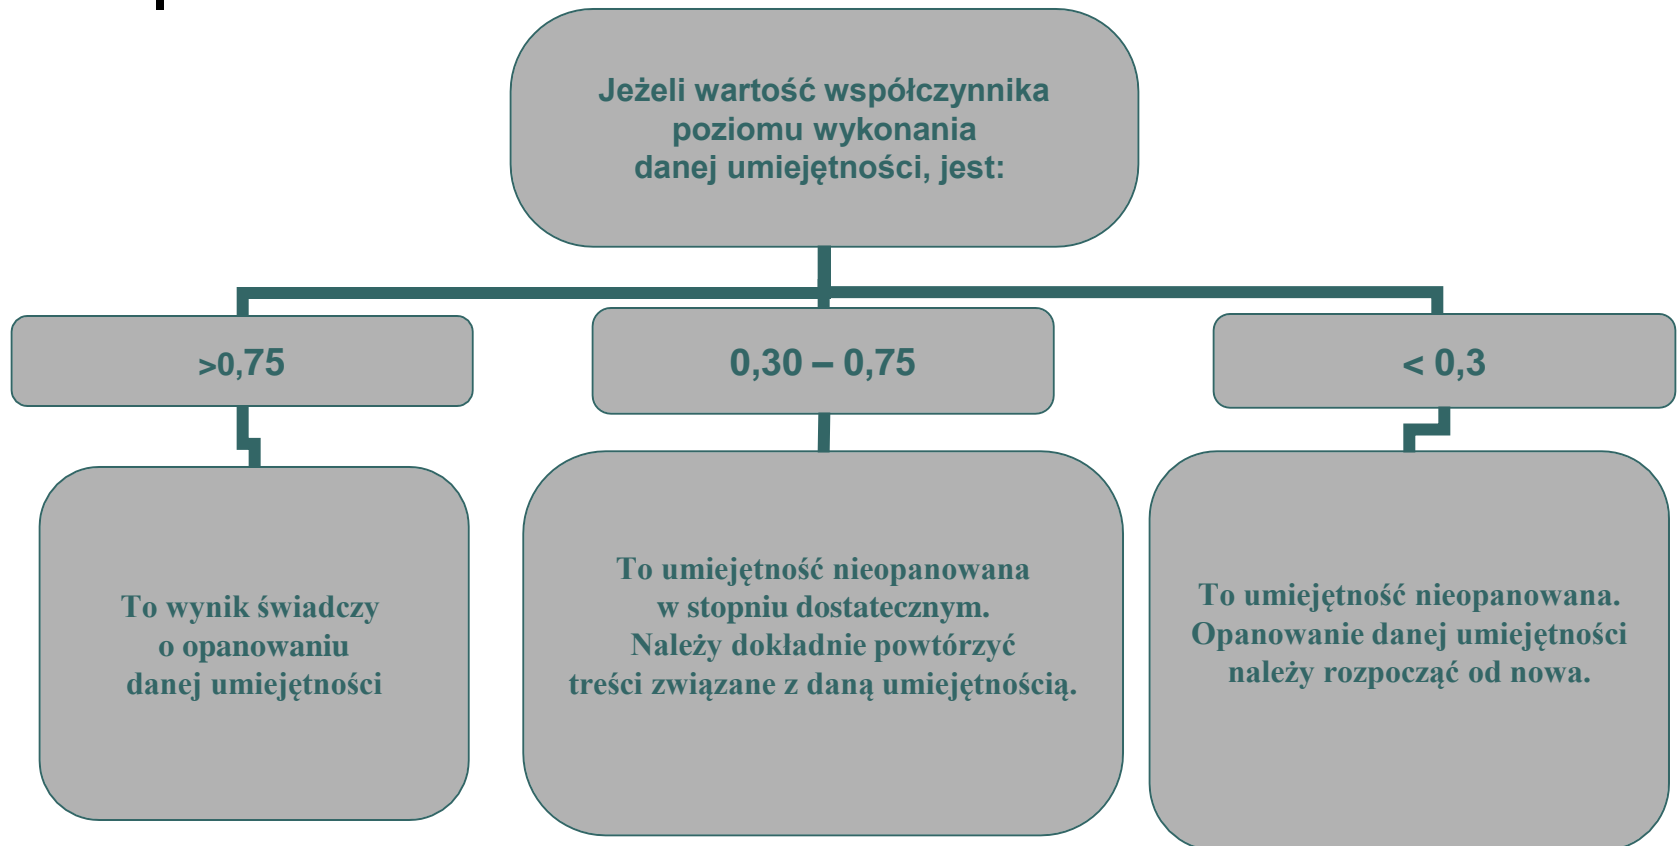 Jeżeli wartość współczynnika
poziomu wykonania
danej umiejętności, jest:
>0,75
0,30 – 0,75
< 0,3
To wynik świadczy
o opanowaniu
danej umiejętności
To umiejętność nieopanowana
w stopniu dostatecznym.
Należy dokładnie powtórzyć
treści związane z daną umiejętnością.
To umiejętność nieopanowana.
Opanowanie danej umiejętności
należy rozpocząć od nowa.